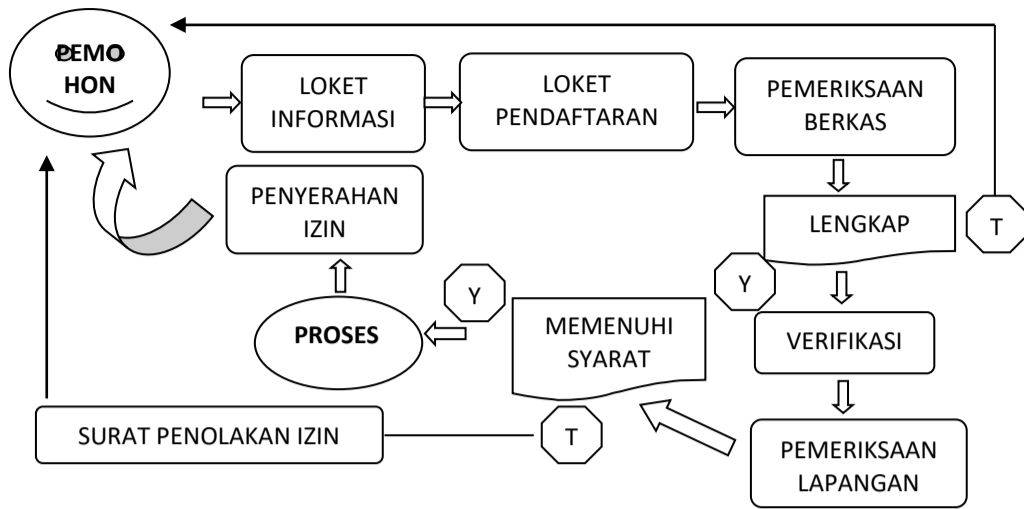 PEMO
HON
LOKET
INFORMASI
LOKET
PENDAFTARAN
PEMERIKSAAN
BERKAS
LENGKAP
T
Y
VERIFIKASI
PEMERIKSAAN
LAPANGAN
MEMENUHI
SYARAT
Y
T
PROSES
PENYERAHAN
IZIN
SURAT PENOLAKAN IZIN